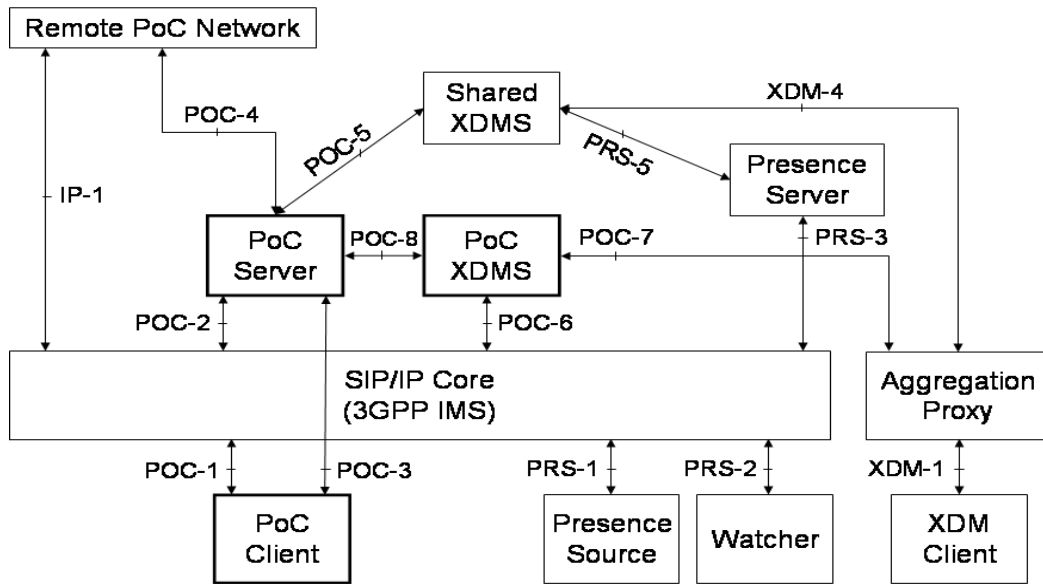 Remote PoC Network
Shared
XDMS
XDM-4
POC-4
POC-5
PRS-5
Presence
Server
IP-1
PoC
Server
POC-8
PoC
XDMS
POC-7
PRS-3
POC-2
POC-6
SIP/IP Core
(3GPP IMS)
Aggregation
Proxy
POC-1
POC-3
PRS-1
PRS-2
XDM-1
PoC
Client
Presence
Source
Watcher
XDM
Client